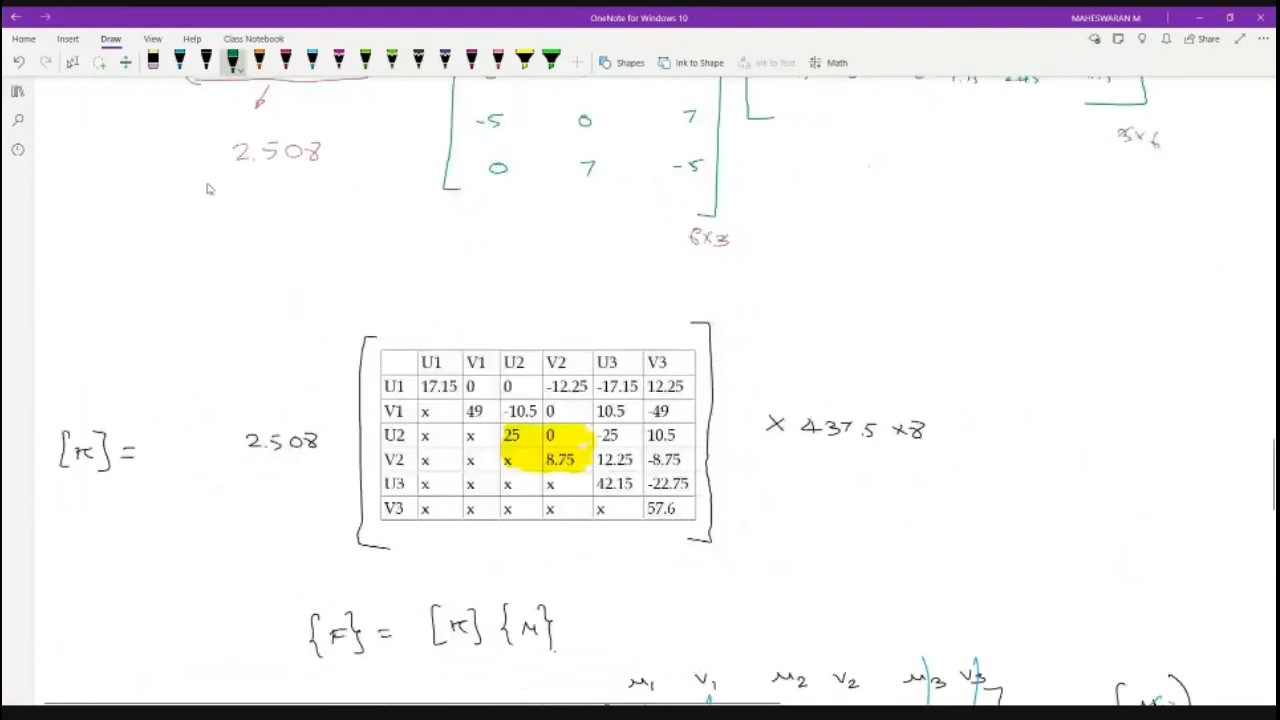 OneNote for Windows 10
MAHESWARAN M
Home Insert Draw View Help Class Notebook
Share
Shapes Ink to Shape Ink to Text Math
-5 0 7
2.508
0 7 -5
6x3
[K] = 2.508
U1 V1 U2 V2 U3 V3
U1 17.15 0 0 -12.25 -17.15 12.25
V1 x 49 -10.5 0 10.5 -49
U2 x x 25 0 -25 10.5
V2 x x x 8.75 12.25 -8.75
U3 x x x x 42.15 -22.75
V3 x x x x x 57.6
x 437.5 x8
{F} = [K] {u}
u1 v1 u2 v2 u3 v3